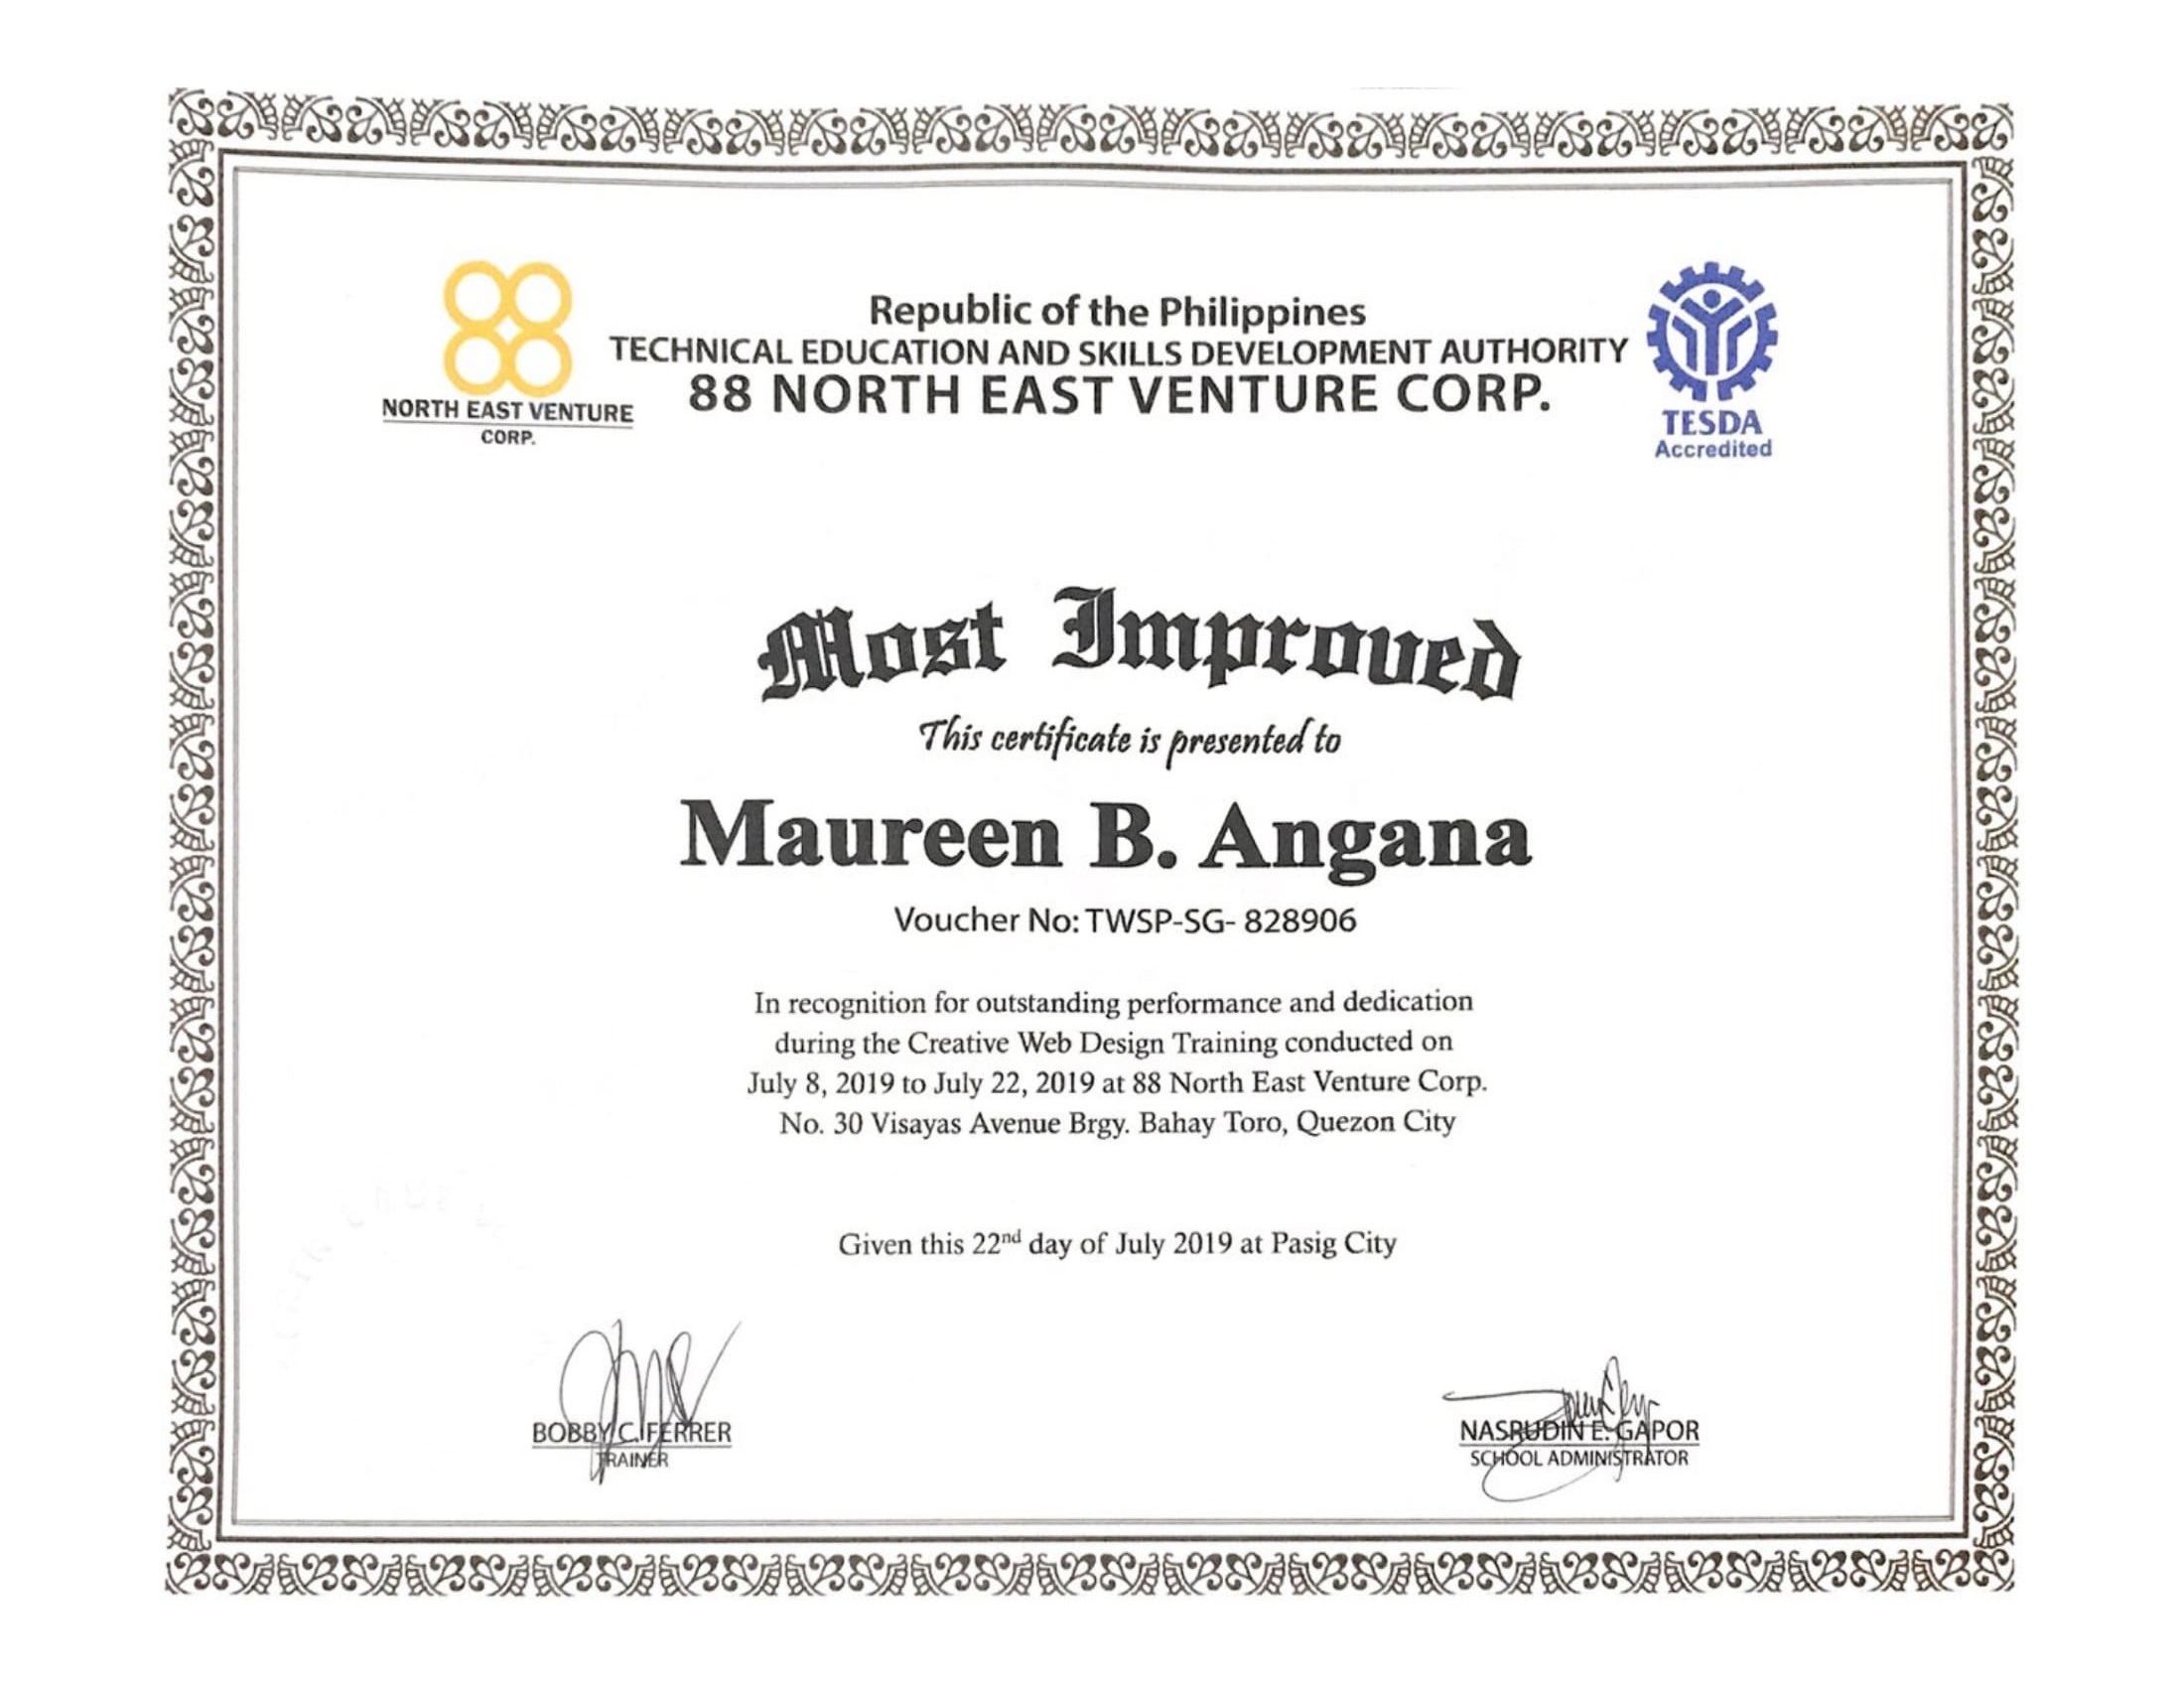 NORTH EAST VENTURE
CORP.
Republic of the Philippines
TECHNICAL EDUCATION AND SKILLS DEVELOPMENT AUTHORITY
88 NORTH EAST VENTURE CORP.
TESDA
Accredited
Most Improved
This certificate is presented to
Maureen B. Angana
Voucher No: TWSP-SG- 828906
In recognition for outstanding performance and dedication
during the Creative Web Design Training conducted on
July 8, 2019 to July 22, 2019 at 88 North East Venture Corp.
No. 30 Visayas Avenue Brgy. Bahay Toro, Quezon City
Given this 22nd day of July 2019 at Pasig City
BOBBY C. FERRER
TRAINER
NASRUDIN E. GAPOR
SCHOOL ADMINISTRATOR